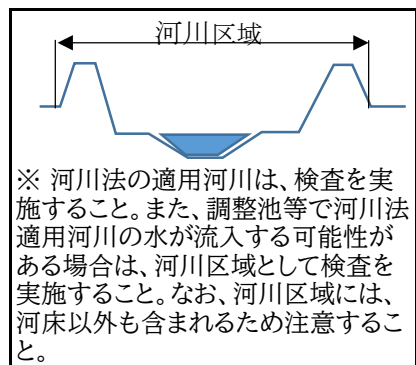 河川区域
※ 河川法の適用河川は、検査を実
施すること。また、調整池等で河川法
適用河川の水が流入する可能性が
ある場合は、河川区域として検査を
実施すること。なお、河川区域には、
河床以外も含まれるため注意するこ
と。